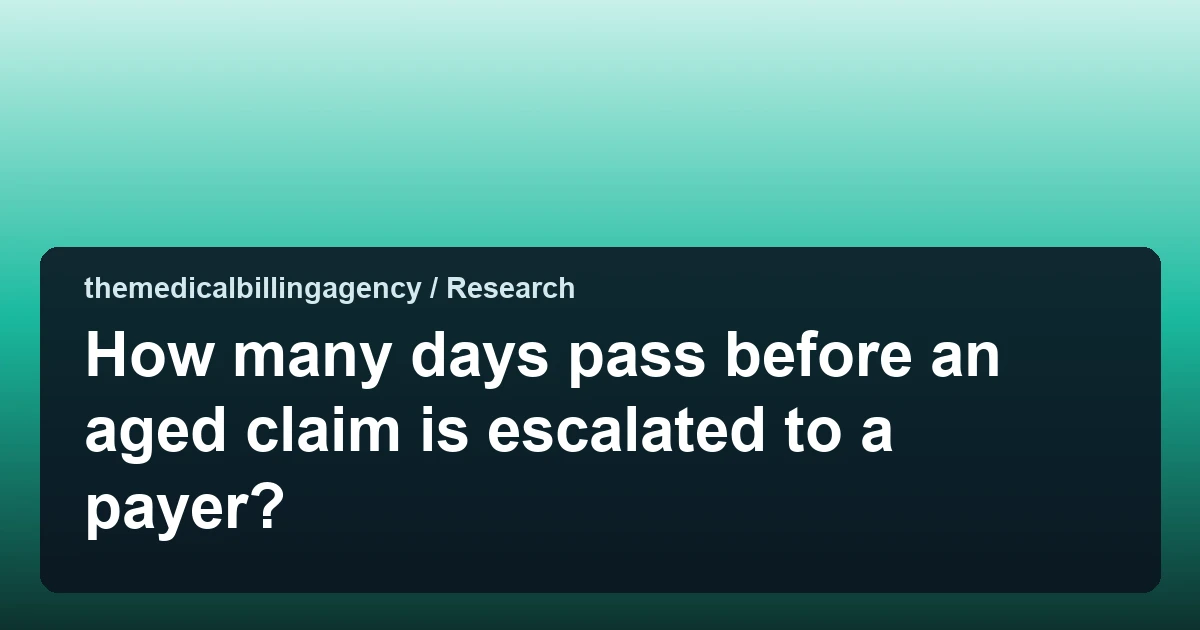 themedicalbillingagency / Research
How many days pass before an
aged claim is escalated to a
payer?